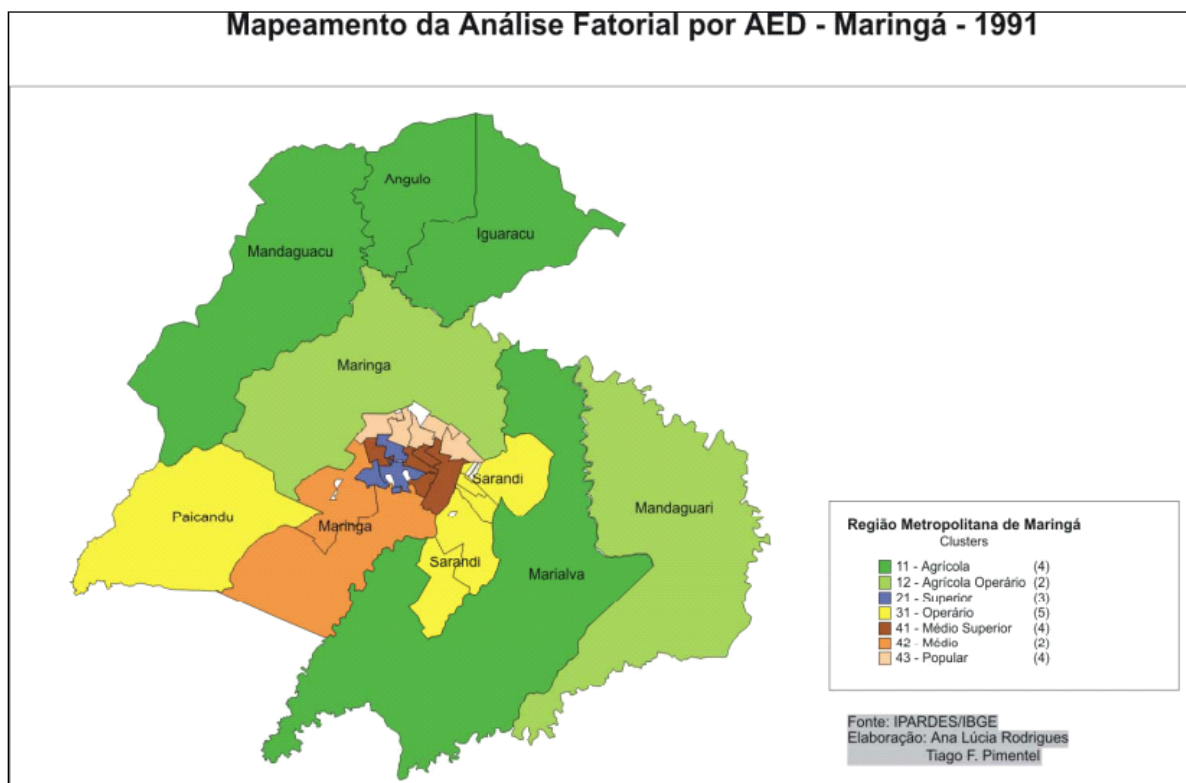 Mapeamento da Análise Fatorial por AED - Maringá - 1991
Angulo
Iguaracu
Mandaguacu
Maringa
Sarandi
Mandaguari
Paicandu
Maringa
Sarandi
Marialva
Região Metropolitana de Maringá
Clusters
11 - Agrícola (4)
12 - Agrícola Operário (2)
21 - Superior (3)
31 - Operário (5)
41 - Médio Superior (4)
42 - Médio (2)
43 - Popular (4)
Fonte: IPARDES/IBGE
Elaboração: Ana Lúcia Rodrigues
Tiago F. Pimentel